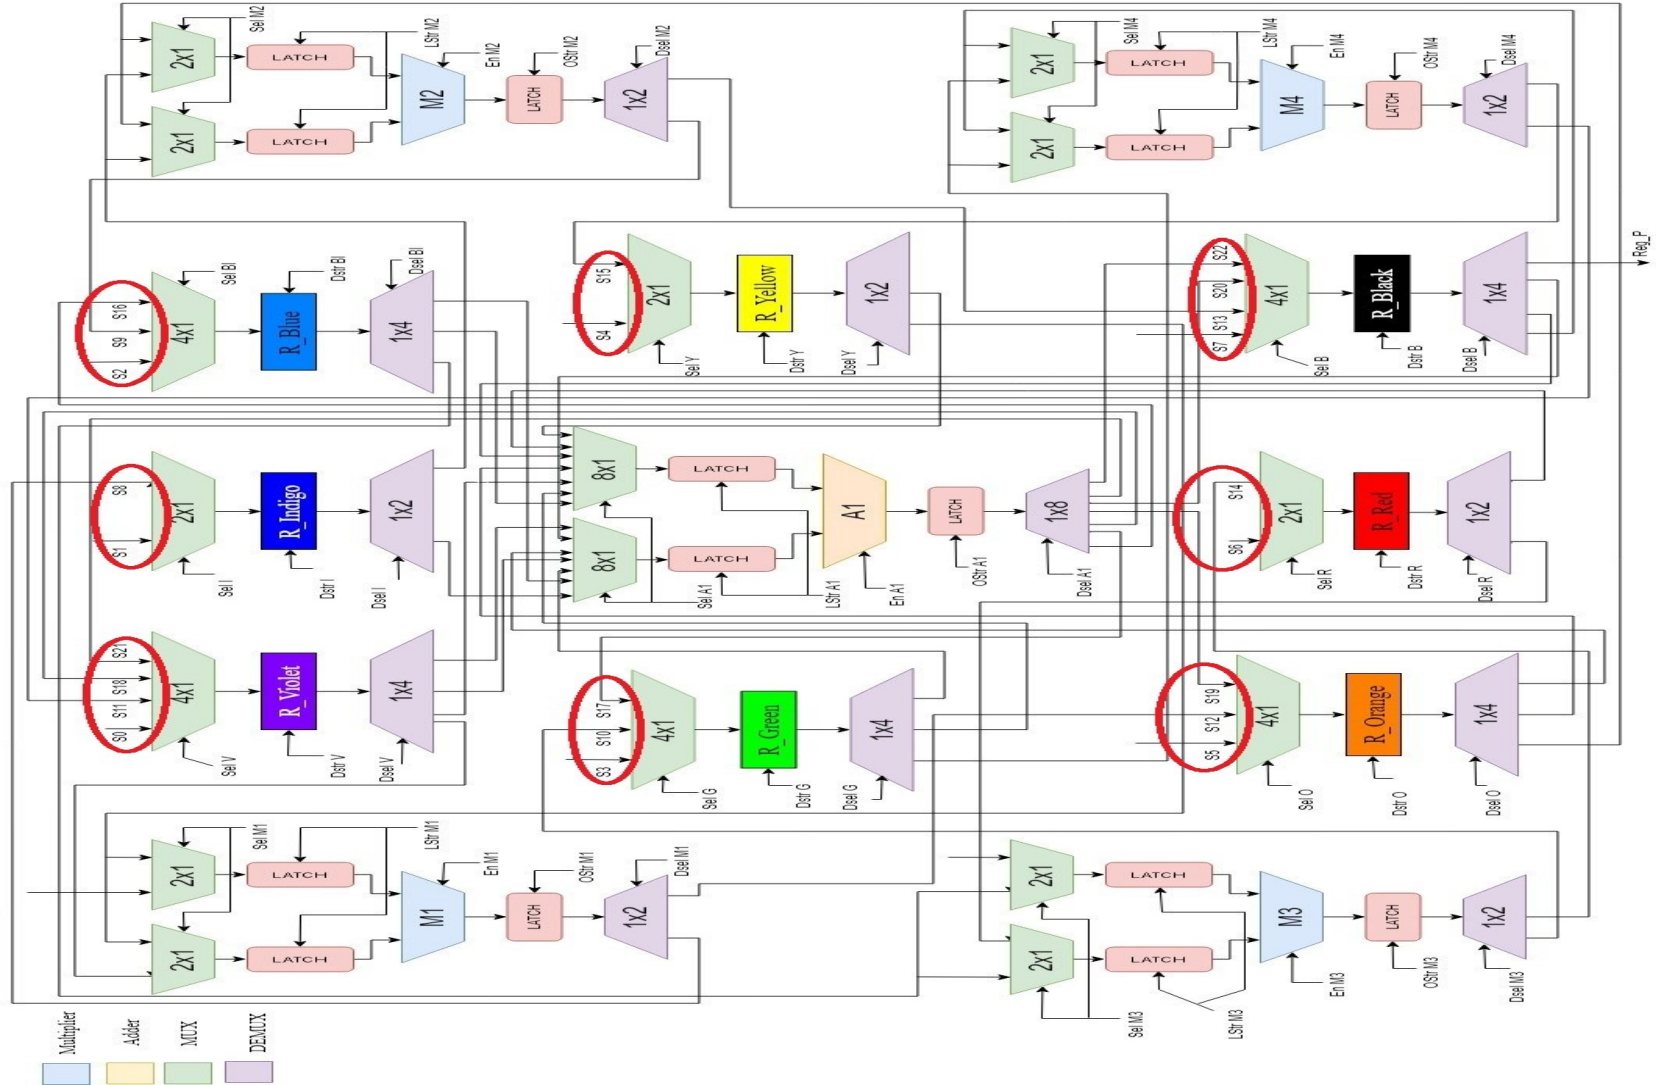 2x1
Sel M2
LATCH
LStr M2
M2
En M2
LATCH
OStr M2
1x2
Dsel M2
2x1
LATCH
2x1
Sel M4
LATCH
LStr M4
M4
En M4
LATCH
OStr M4
1x2
Dsel M4
2x1
LATCH
S2
S9
S16
4x1
Sel Bl
R_Blue
Dstr Bl
1x4
Dsel Bl
S4
S15
2x1
Sel Y
R_Yellow
Dstr Y
1x2
Dsel Y
S7
S13
S20
S22
4x1
Sel B
R_Black
Dstr B
1x4
Dsel B
Reg_P
S1
S8
2x1
Sel I
R_Indigo
Dstr I
1x2
Dsel I
8x1
LATCH
8x1
LATCH
Sel A1
LStr A1
A1
En A1
LATCH
OStr A1
1x8
Dsel A1
S6
S14
2x1
Sel R
R_Red
Dstr R
1x2
Dsel R
S0
S11
S18
S21
4x1
Sel V
R_Violet
Dstr V
1x4
Dsel V
S3
S10
S17
4x1
Sel G
R_Green
Dstr G
1x4
Dsel G
S5
S12
S19
4x1
Sel O
R_Orange
Dstr O
1x4
Dsel O
2x1
Sel M1
LATCH
LStr M1
M1
En M1
LATCH
OStr M1
1x2
Dsel M1
2x1
LATCH
2x1
LATCH
2x1
LATCH
Sel M3
LStr M3
M3
En M3
LATCH
OStr M3
1x2
Dsel M3
Multiplier
Adder
MUX
DEMUX